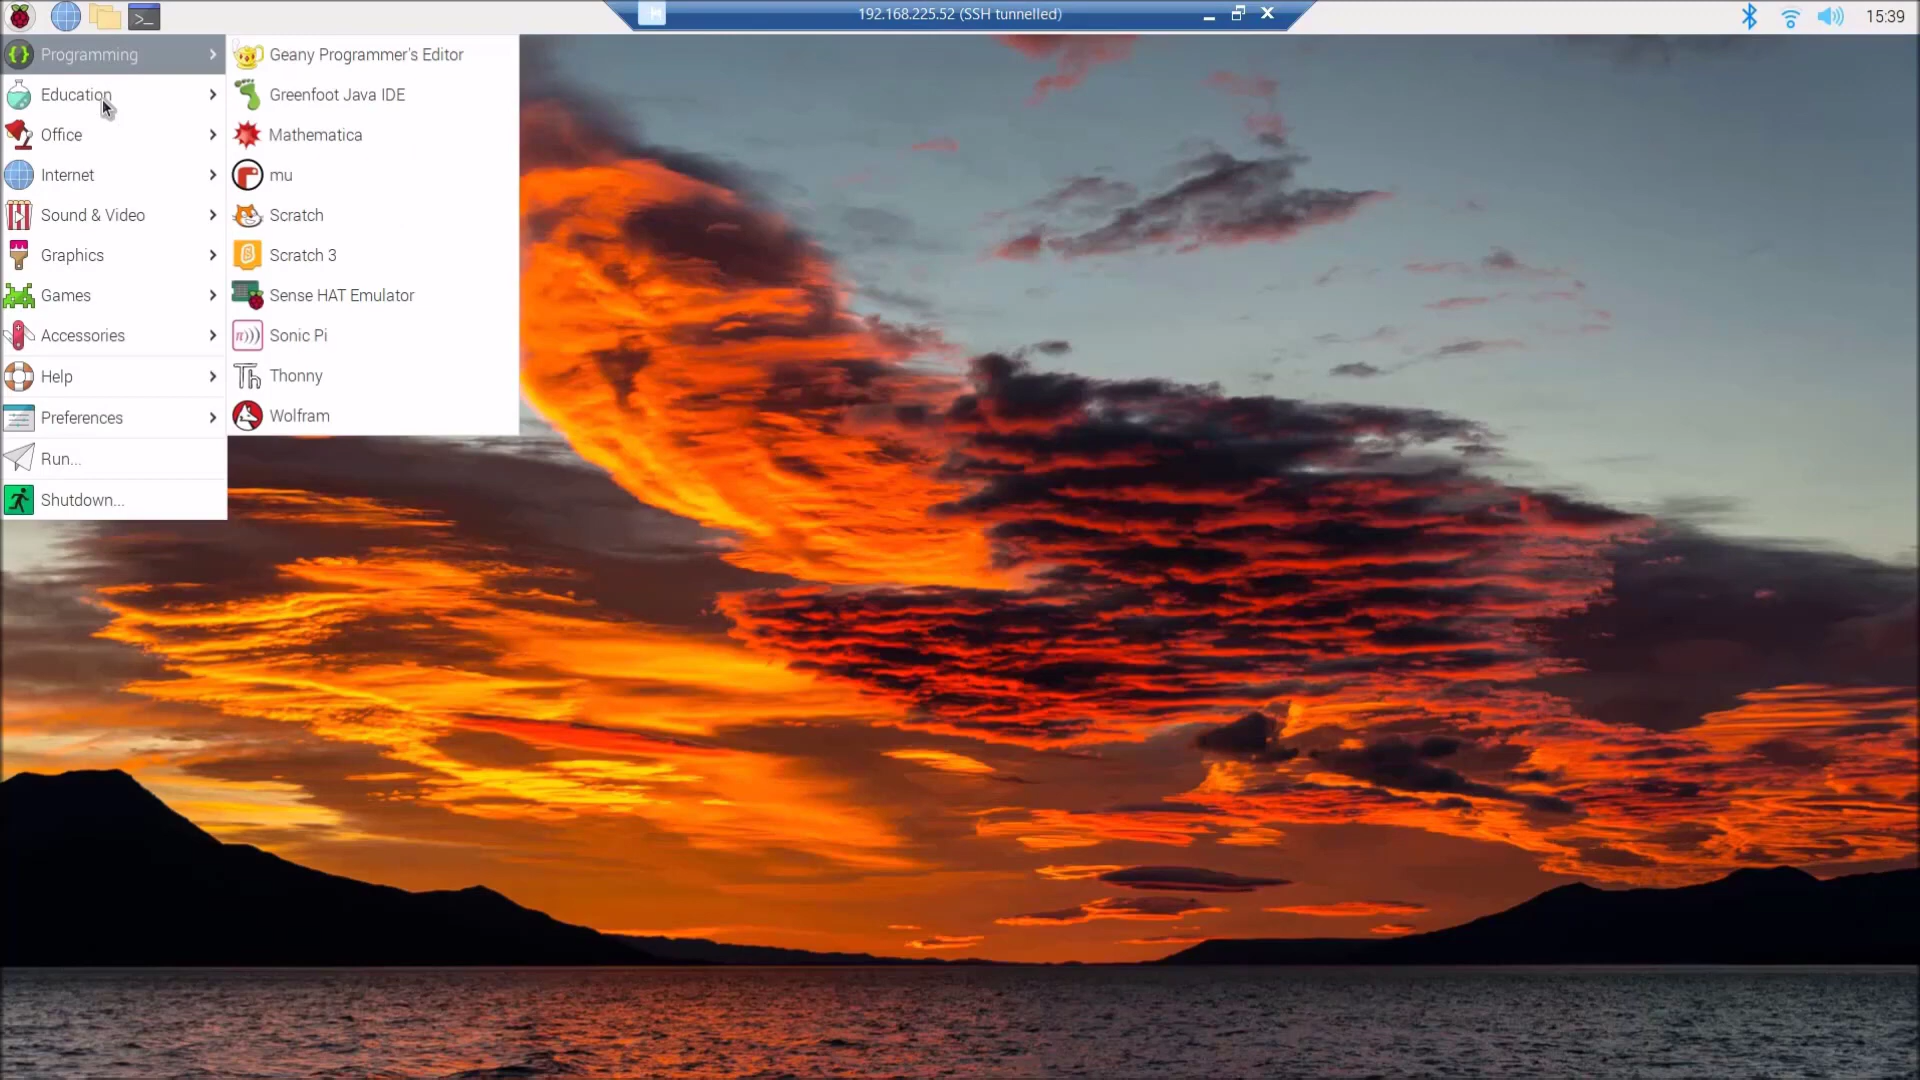 192.168.225.52 (SSH tunnelled)
15:39
Programming
Education
Office
Internet
Sound & Video
Graphics
Games
Accessories
Help
Preferences
Run...
Shutdown...
Geany Programmer's Editor
Greenfoot Java IDE
Mathematica
mu
Scratch
Scratch 3
Sense HAT Emulator
Sonic Pi
Thonny
Wolfram